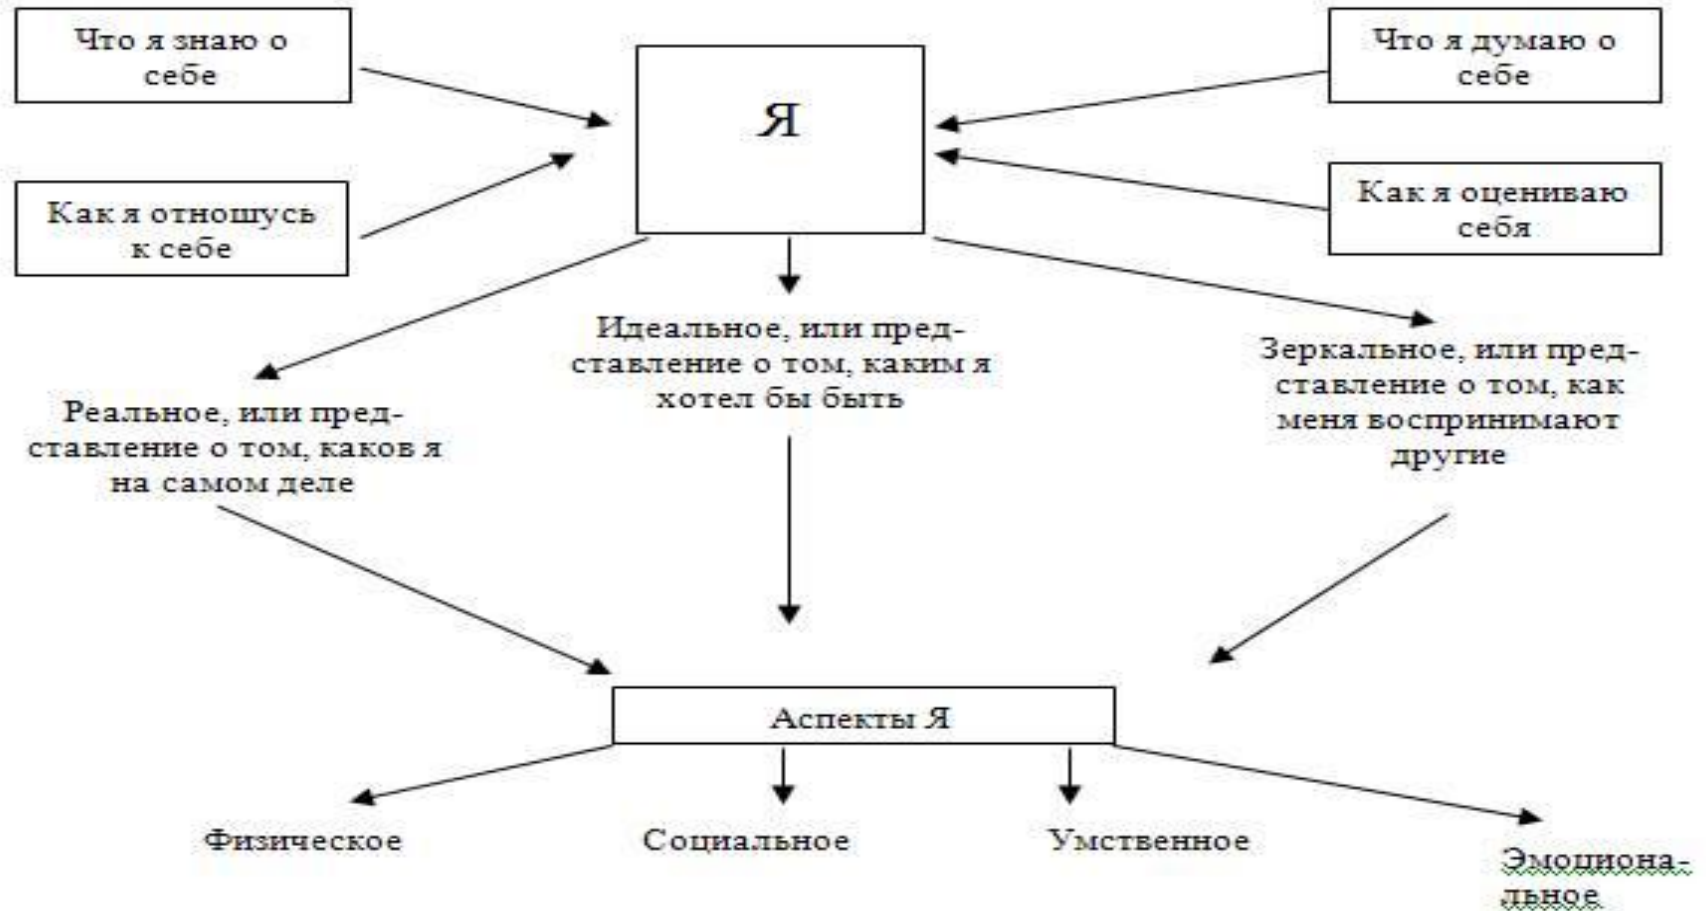 Что я знаю о
себе
Что я думаю о
себе
Я
Как я отношусь
к себе
Как я оцениваю
себя
Идеальное, или пред-
ставление о том, каким я
хотел бы быть
Зеркальное, или пред-
ставление о том, как
меня воспринимают
другие
Реальное, или пред-
ставление о том, каков я
на самом деле
Аспекты Я
Физическое
Социальное
Умственное
Эмоциона-
льное